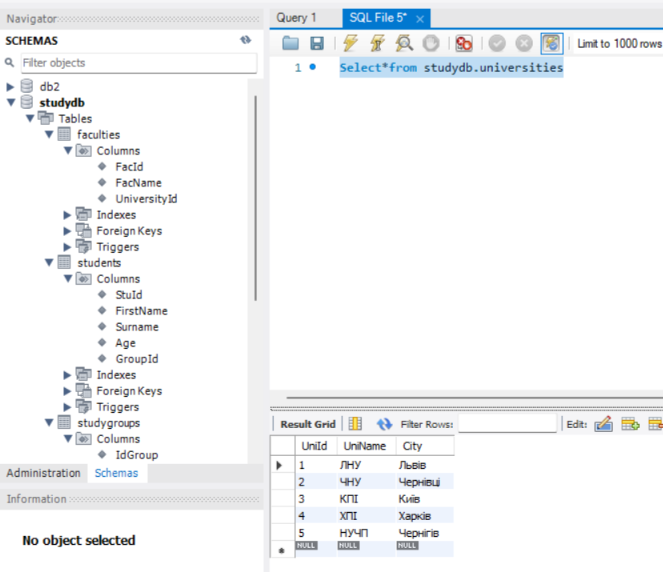 Navigator
SCHEMAS
Filter objects
db2
studydb
Tables
faculties
Columns
FacId
FacName
UniversityId
Indexes
Foreign Keys
Triggers
students
Columns
StuId
FirstName
Surname
Age
GroupId
Indexes
Foreign Keys
Triggers
studygroups
Columns
IdGroup
Administration Schemas
Information
No object selected
Query 1 SQL File 5* ×
Limit to 1000 rows
1 Select*from studydb.universities
Result Grid Filter Rows: Edit:
UniId UniName City
1 ЛНУ Львів
2 ЧНУ Чернівці
3 КПІ Київ
4 ХПІ Харків
5 НУЧП Чернігів
NULL NULL NULL